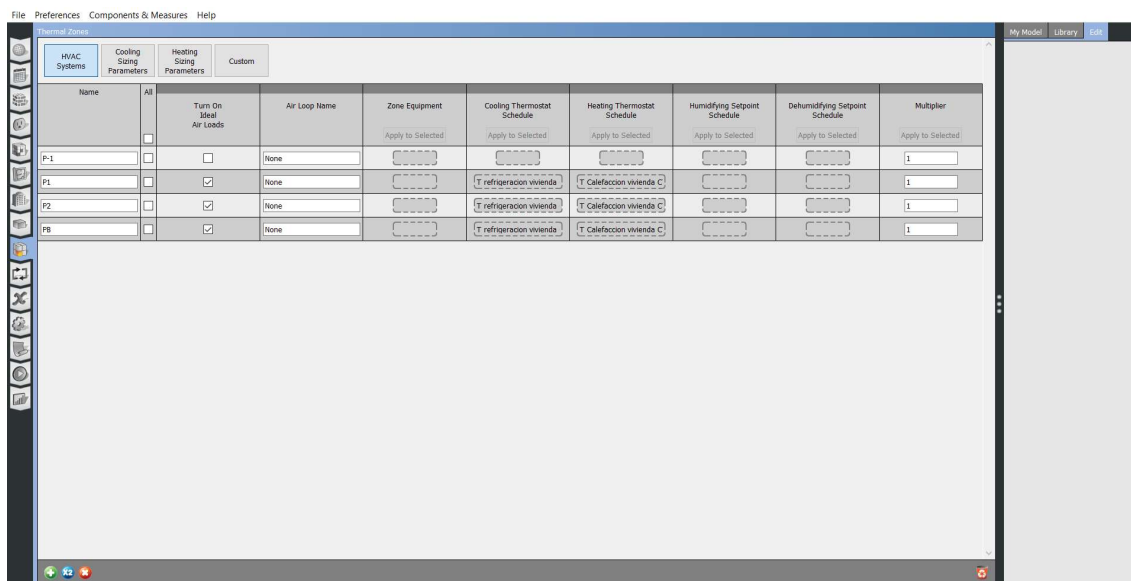 File Preferences Components & Measures Help
Thermal Zones
My Model Library Edit
HVAC Systems
Cooling Sizing Parameters
Heating Sizing Parameters
Custom
Name All
Turn On Ideal Air Loads
Air Loop Name
Zone Equipment
Cooling Thermostat Schedule
Heating Thermostat Schedule
Humidifying Setpoint Schedule
Dehumidifying Setpoint Schedule
Multiplier
Apply to Selected Apply to Selected Apply to Selected Apply to Selected Apply to Selected Apply to Selected
P-1 None 1
P1 None T refrigeracion vivienda T Calefaccion vivienda C 1
P2 None T refrigeracion vivienda T Calefaccion vivienda C 1
PB None T refrigeracion vivienda T Calefaccion vivienda C 1
X2